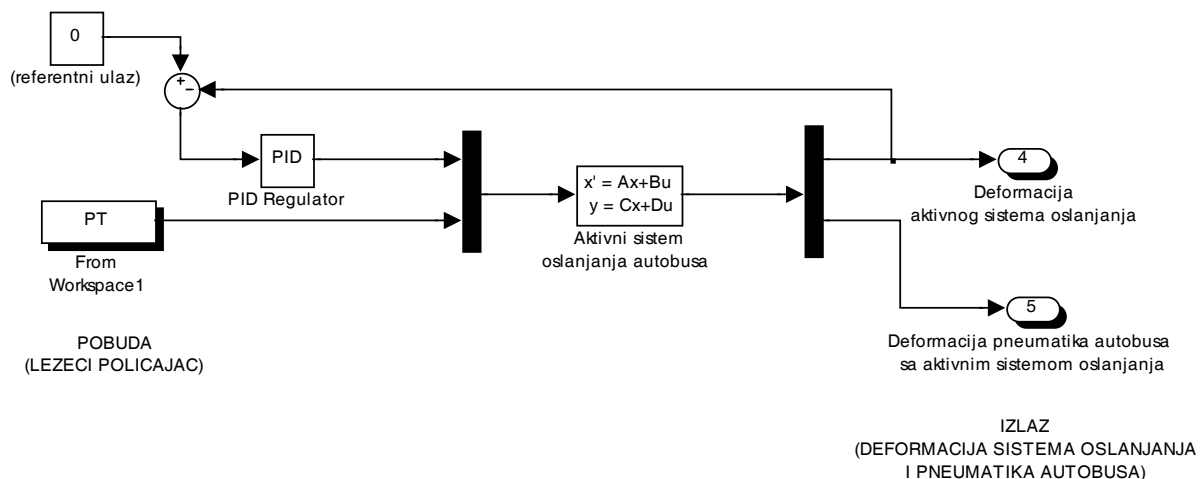 0
(referentni ulaz)
+
−
PID
PID Regulator
PT
From
Workspace1
POBUDA
(LEZECI POLICAJAC)
x' = Ax+Bu
y = Cx+Du
Aktivni sistem
oslanjanja autobusa
4
Deformacija
aktivnog sistema oslanjanja
5
Deformacija pneumatika autobusa
sa aktivnim sistemom oslanjanja
IZLAZ
(DEFORMACIJA SISTEMA OSLANJANJA
I PNEUMATIKA AUTOBUSA)